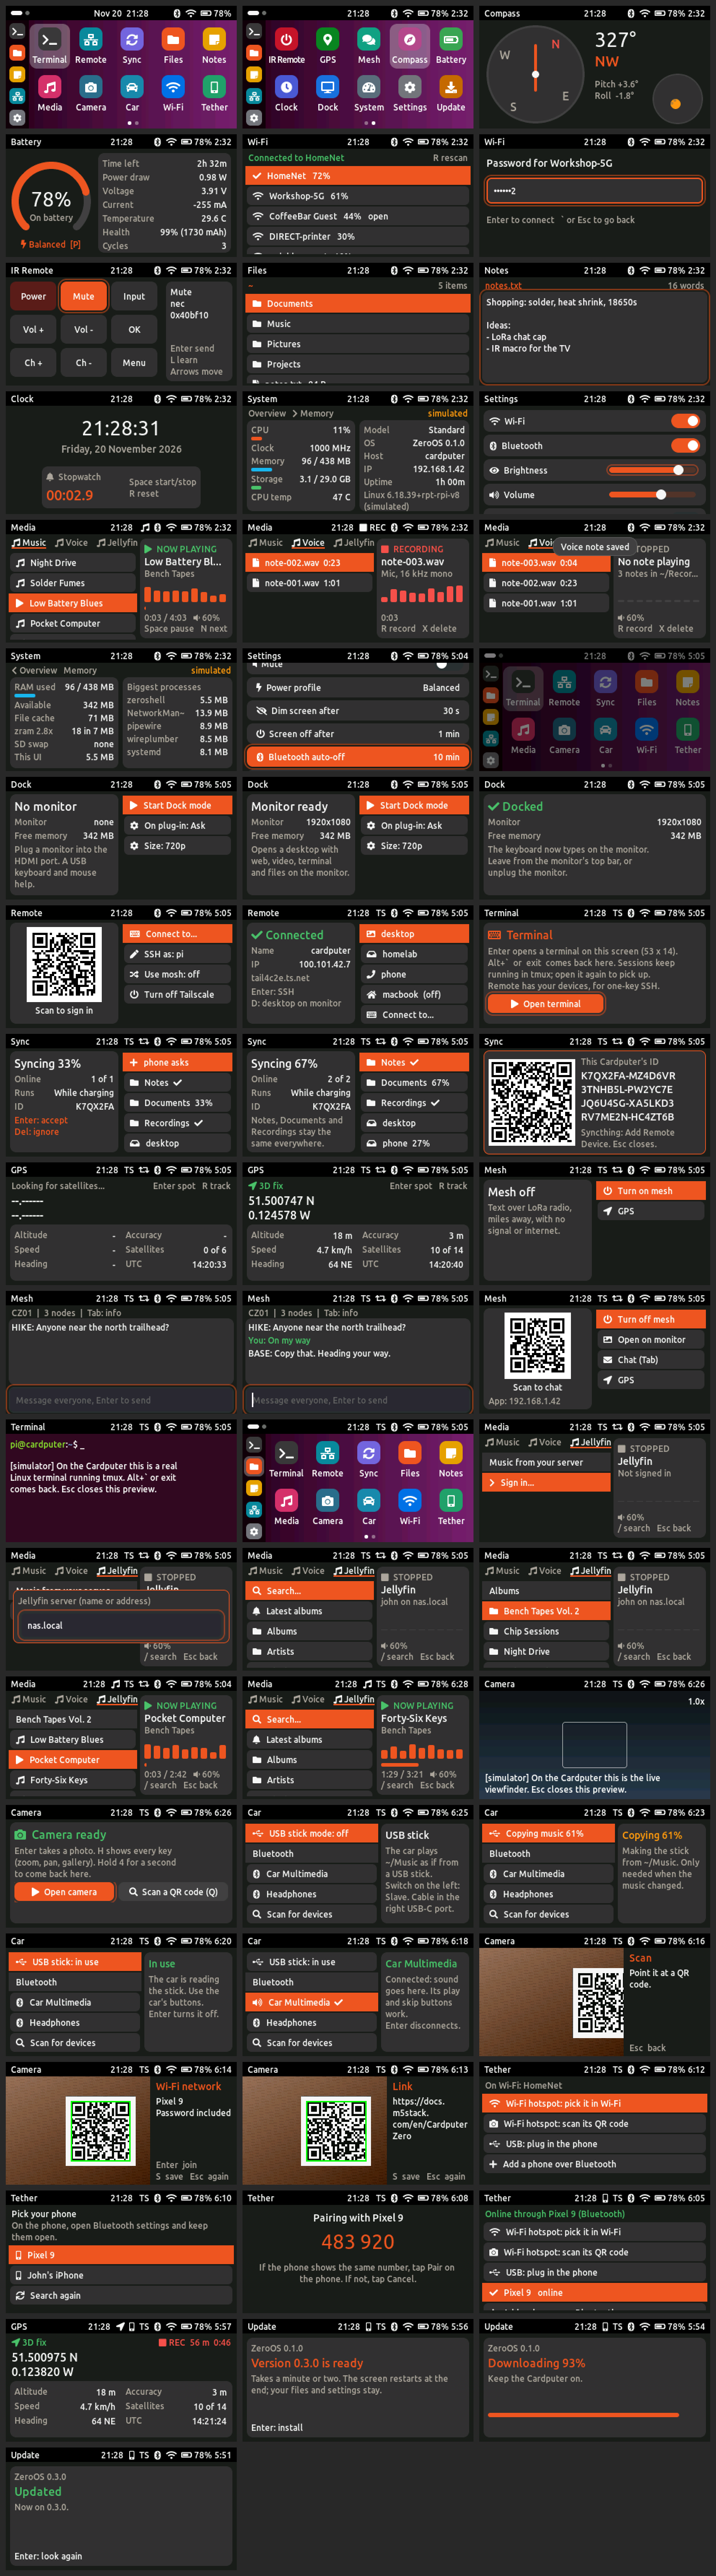 Nov 20 21:28 78%
Terminal Remote Sync Files Notes
Media Camera Car Wi-Fi Tether
21:28 78% 2:32
IR Remote GPS Mesh Compass Battery
Clock Dock System Settings Update
Compass 21:28 78% 2:32
W N S E
327°
NW
Pitch +3.6°
Roll -1.8°
Battery 21:28 78% 2:32
78%
On battery
Balanced [P]
Time left 2h 32m
Power draw 0.98 W
Voltage 3.91 V
Current -255 mA
Temperature 29.6 C
Health 99% (1730 mAh)
Cycles 3
Wi-Fi 21:28 78% 2:32
Connected to HomeNet R rescan
HomeNet 72%
Workshop-5G 61%
CoffeeBar Guest 44% open
DIRECT-printer 30%
Wi-Fi 21:28 78% 2:32
Password for Workshop-5G
••••••2
Enter to connect ` or Esc to go back
IR Remote 21:28 78% 2:32
Power Mute Input
Vol + Vol - OK
Ch + Ch - Menu
Mute
nec
0x40bf10
Enter send
L learn
Arrows move
Files 21:28 78% 2:32
~ 5 items
Documents
Music
Pictures
Projects
Notes 21:28 78% 2:32
notes.txt 16 words
Shopping: solder, heat shrink, 18650s
Ideas:
- LoRa chat cap
- IR macro for the TV
Clock 21:28 78% 2:32
21:28:31
Friday, 20 November 2026
Stopwatch
00:02.9
Space start/stop
R reset
System 21:28 78% 2:32
Overview > Memory simulated
CPU 11%
Clock 1000 MHz
Memory 96 / 438 MB
Storage 3.1 / 29.0 GB
CPU temp 47 C
Model Standard
OS ZeroOS 0.1.0
Host cardputer
IP 192.168.1.42
Uptime 1h 00m
Linux 6.18.39+rpt-rpi-v8
(simulated)
Settings 21:28 78% 2:32
Wi-Fi
Bluetooth
Brightness
Volume
Media 21:28 78% 2:32
Music Voice Jellyfin
Night Drive
Solder Fumes
Low Battery Blues
Pocket Computer
NOW PLAYING
Low Battery Bl...
Bench Tapes
0:03 / 4:03 60%
Space pause N next
Media 21:28 REC 78% 2:32
Music Voice Jellyfin
note-002.wav 0:23
note-001.wav 1:01
RECORDING
note-003.wav
Mic, 16 kHz mono
0:03
R record X delete
Media 21:28 78% 2:32
Music
Voice note saved
note-003.wav 0:04
note-002.wav 0:23
note-001.wav 1:01
No note playing
3 notes in ~/Recor...
60%
R record X delete
System 21:28 78% 2:32
< Overview Memory simulated
RAM used 96 / 438 MB
Available 342 MB
File cache 71 MB
zram 2.8x 18 in 7 MB
SD swap none
This UI 5.5 MB
Biggest processes
zeroshell 5.5 MB
NetworkMan~ 13.9 MB
pipewire 8.9 MB
wireplumber 8.5 MB
systemd 8.1 MB
Settings 21:28 78% 5:04
Mute
Power profile Balanced
Dim screen after 30 s
Screen off after 1 min
Bluetooth auto-off 10 min
21:28 78% 5:05
Terminal Remote Sync Files Notes
Media Camera Car Wi-Fi Tether
Dock 21:28 78% 5:05
No monitor
Monitor none
Free memory 342 MB
Plug a monitor into the
HDMI port. A USB
keyboard and mouse
help.
Start Dock mode
On plug-in: Ask
Size: 720p
Dock 21:28 78% 5:05
Monitor ready
Monitor 1920x1080
Free memory 342 MB
Opens a desktop with
web, video, terminal
and files on the monitor.
Start Dock mode
On plug-in: Ask
Size: 720p
Dock 21:28 78% 5:05
Docked
Monitor 1920x1080
Free memory 342 MB
The keyboard now types on the monitor.
Leave from the monitor's top bar, or
unplug the monitor.
Remote 21:28 78% 5:05
Scan to sign in
Connect to...
SSH as: pi
Use mosh: off
Turn off Tailscale
Remote 21:28 TS 78% 5:05
Connected
Name cardputer
IP 100.101.42.7
tail4c2e.ts.net
Enter: SSH
D: desktop on monitor
desktop
homelab
phone
macbook (off)
Connect to...
Terminal 21:28 TS 78% 5:05
Terminal
Enter opens a terminal on this screen (53 x 14).
Alt+` or exit comes back here. Sessions keep
running in tmux; open it again to pick up.
Remote has your devices, for one-key SSH.
Open terminal
Sync 21:28 TS 78% 5:05
Syncing 33%
Online 1 of 1
Runs While charging
ID K7QX2FA
Enter: accept
Del: ignore
phone asks
Notes
Documents 33%
Recordings
desktop
Sync 21:28 TS 78% 5:05
Syncing 67%
Online 2 of 2
Runs While charging
ID K7QX2FA
Notes, Documents and
Recordings stay the
same everywhere.
Notes
Documents 67%
Recordings
desktop
phone 27%
Sync 21:28 TS 78% 5:05
This Cardputer's ID
K7QX2FA-MZ4D6VR
3TNHB5L-PW2YC7E
JQ6U4SG-XA5LKD3
RV7ME2N-HC4ZT6B
Syncthing: Add Remote
Device. Esc closes.
GPS 21:28 TS 78% 5:05
Looking for satellites... Enter spot R track
--.------
--.------
Altitude - Accuracy -
Speed - Satellites 0 of 6
Heading - UTC 14:20:33
GPS 21:28 TS 78% 5:05
3D fix Enter spot R track
51.500747 N
0.124578 W
Altitude 18 m Accuracy 3 m
Speed 4.7 km/h Satellites 10 of 14
Heading 64 NE UTC 14:20:40
Mesh 21:28 TS 78% 5:05
Mesh off
Text over LoRa radio,
miles away, with no
signal or internet.
Turn on mesh
GPS
Mesh 21:28 TS 78% 5:05
CZ01 | 3 nodes | Tab: info
HIKE: Anyone near the north trailhead?
Message everyone, Enter to send
Mesh 21:28 TS 78% 5:05
CZ01 | 3 nodes | Tab: info
HIKE: Anyone near the north trailhead?
You: On my way
BASE: Copy that. Heading your way.
Message everyone, Enter to send
Mesh 21:28 TS 78% 5:05
Scan to chat
App: 192.168.1.42
Turn off mesh
Open on monitor
Chat (Tab)
GPS
Terminal 21:28 TS 78% 5:05
pi@cardputer:~$ _
[simulator] On the Cardputer this is a real
Linux terminal running tmux. Alt+` or exit
comes back. Esc closes this preview.
21:28 TS 78% 5:05
Terminal Remote Sync Files Notes
Media Camera Car Wi-Fi Tether
Media 21:28 TS 78% 5:05
Music Voice Jellyfin
Music from your server
Sign in...
STOPPED
Jellyfin
Not signed in
60%
/ search Esc back
Media 21:28 TS 78% 5:05
Music Voice Jellyfin
STOPPED
Jellyfin server (name or address)
nas.local
60%
/ search Esc back
Media 21:28 TS 78% 5:05
Music Voice Jellyfin
Search...
Latest albums
Albums
Artists
STOPPED
Jellyfin
john on nas.local
60%
/ search Esc back
Media 21:28 TS 78% 5:05
Music Voice Jellyfin
Albums
Bench Tapes Vol. 2
Chip Sessions
Night Drive
STOPPED
Jellyfin
john on nas.local
60%
/ search Esc back
Media 21:28 TS 78% 5:04
Music Voice Jellyfin
Bench Tapes Vol. 2
Low Battery Blues
Pocket Computer
Forty-Six Keys
NOW PLAYING
Pocket Computer
Bench Tapes
0:03 / 2:42 60%
/ search Esc back
Media 21:28 TS 78% 6:28
Music Voice Jellyfin
Search...
Latest albums
Albums
Artists
NOW PLAYING
Forty-Six Keys
Bench Tapes
1:29 / 3:21 60%
/ search Esc back
Camera 21:28 TS 78% 6:26
1.0x
[simulator] On the Cardputer this is the live
viewfinder. Esc closes this preview.
Camera 21:28 TS 78% 6:26
Camera ready
Enter takes a photo. H shows every key
(zoom, pan, gallery). Hold 4 for a second
to come back here.
Open camera Scan a QR code (Q)
Car 21:28 TS 78% 6:25
USB stick mode: off
Bluetooth
Car Multimedia
Headphones
Scan for devices
USB stick
The car plays
~/Music as if from
a USB stick.
Switch on the left:
Slave. Cable in the
right USB-C port.
Car 21:28 TS 78% 6:23
Copying music 61%
Bluetooth
Car Multimedia
Headphones
Scan for devices
Copying 61%
Making the stick
from ~/Music. Only
needed when the
music changed.
Car 21:28 TS 78% 6:20
USB stick: in use
Bluetooth
Car Multimedia
Headphones
Scan for devices
In use
The car is reading
the stick. Use the
car's buttons.
Enter turns it off.
Car 21:28 TS 78% 6:18
USB stick: in use
Bluetooth
Car Multimedia
Headphones
Scan for devices
Car Multimedia
Connected: sound
goes here. Its play
and skip buttons
work.
Enter disconnects.
Camera 21:28 TS 78% 6:16
Scan
Point it at a QR
code.
Esc back
Camera 21:28 TS 78% 6:14
Wi-Fi network
Pixel 9
Password included
Enter join
S save Esc again
Camera 21:28 TS 78% 6:13
Link
https://docs.
m5stack.
com/en/Cardputer
Zero
S save Esc again
Tether 21:28 TS 78% 6:12
On Wi-Fi: HomeNet
Wi-Fi hotspot: pick it in Wi-Fi
Wi-Fi hotspot: scan its QR code
USB: plug in the phone
Add a phone over Bluetooth
Tether 21:28 TS 78% 6:10
Pick your phone
On the phone, open Bluetooth settings and keep
them open.
Pixel 9
John's iPhone
Search again
Tether 21:28 TS 78% 6:08
Pairing with Pixel 9
483 920
If the phone shows the same number, tap Pair on
the phone. If not, tap Cancel.
Tether 21:28 TS 78% 6:05
Online through Pixel 9 (Bluetooth)
Wi-Fi hotspot: pick it in Wi-Fi
Wi-Fi hotspot: scan its QR code
USB: plug in the phone
Pixel 9 online
GPS 21:28 TS 78% 5:57
3D fix REC 56 m 0:46
51.500975 N
0.123820 W
Altitude 18 m Accuracy 3 m
Speed 4.7 km/h Satellites 10 of 14
Heading 64 NE UTC 14:21:24
Update 21:28 TS 78% 5:56
ZeroOS 0.1.0
Version 0.3.0 is ready
Takes a minute or two. The screen restarts at the
end; your files and settings stay.
Enter: install
Update 21:28 TS 78% 5:54
ZeroOS 0.1.0
Downloading 93%
Keep the Cardputer on.
Update 21:28 TS 78% 5:51
ZeroOS 0.3.0
Updated
Now on 0.3.0.
Enter: look again